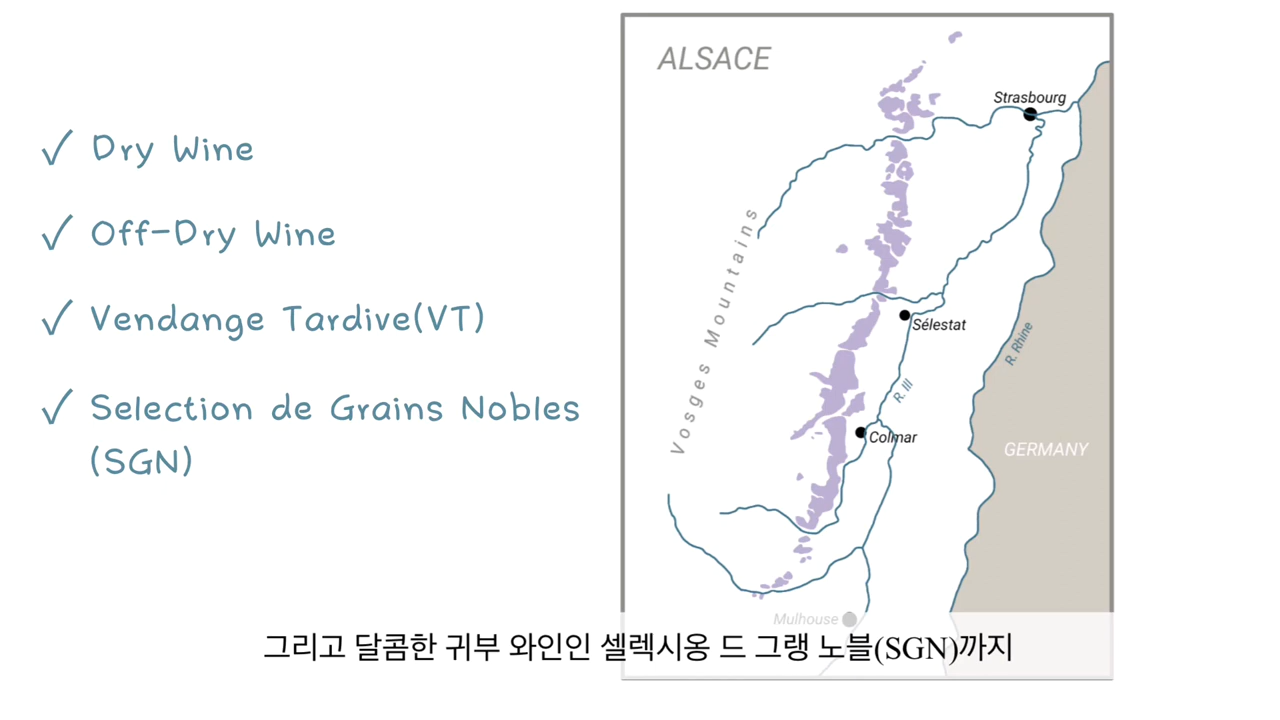 ALSACE
Strasbourg
✓ Dry Wine
✓ Off-Dry Wine
✓ Vendange Tardive(VT)
✓ Selection de Grains Nobles
(SGN)
Vosges Mountains
Sélestat
R. Rhine
R. Ill
Colmar
GERMANY
Mulhouse
그리고 달콤한 귀부 와인인 셀렉시옹 드 그랭 노블(SGN)까지